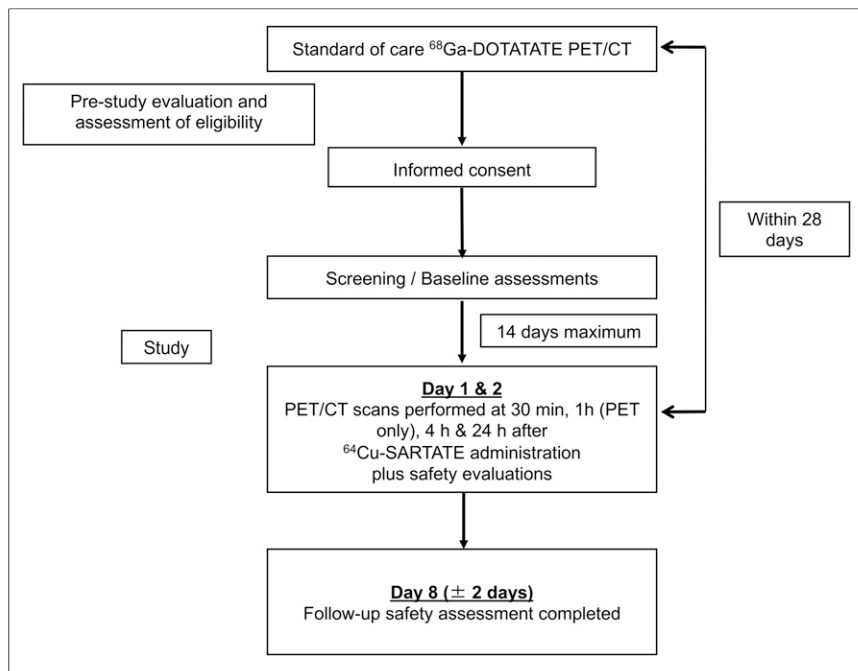 Standard of care ⁶⁸Ga-DOTATATE PET/CT
Pre-study evaluation and
assessment of eligibility
Informed consent
Within 28
days
Screening / Baseline assessments
14 days maximum
Study
Day 1 & 2
PET/CT scans performed at 30 min, 1h (PET
only), 4 h & 24 h after
⁶⁴Cu-SARTATE administration
plus safety evaluations
Day 8 (± 2 days)
Follow-up safety assessment completed